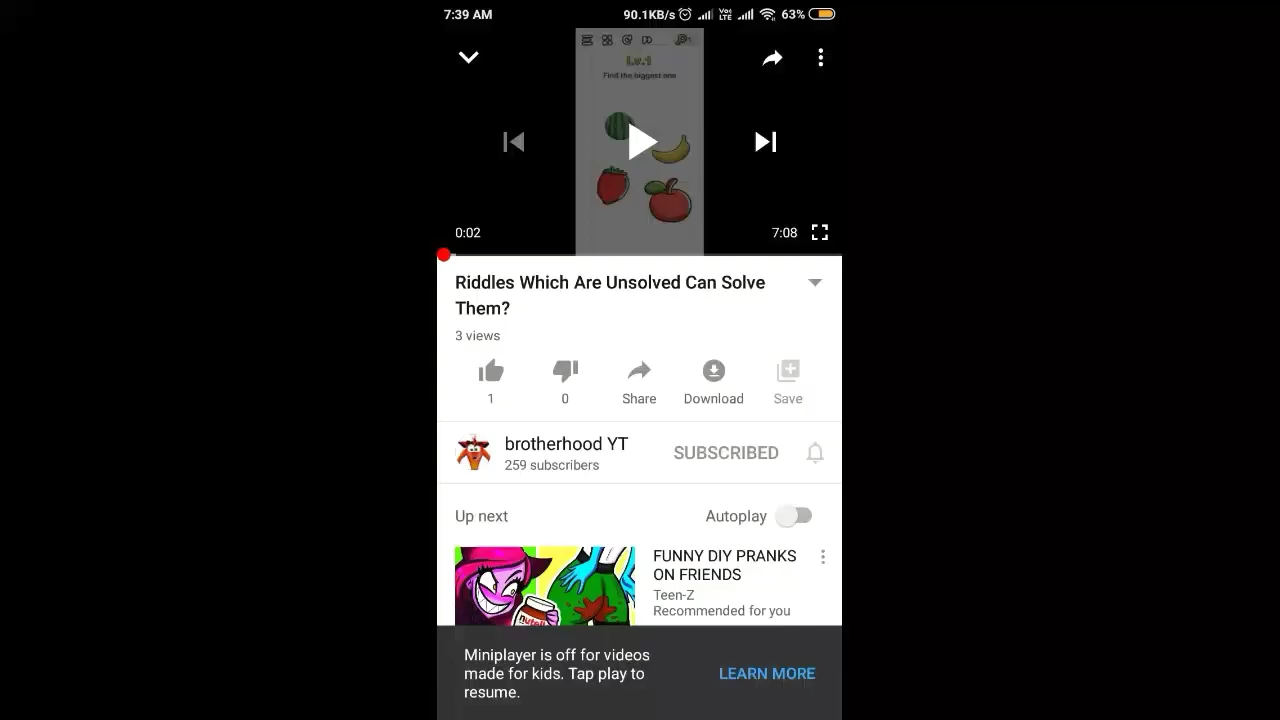 7:39 AM
90.1KB/s Vo) LTE 63%
Lv.1
Find the biggest one
0:02
7:08
Riddles Which Are Unsolved Can Solve
Them?
3 views
1
0
Share
Download
Save
brotherhood YT
259 subscribers
SUBSCRIBED
Up next
Autoplay
FUNNY DIY PRANKS
ON FRIENDS
Teen-Z
Recommended for you
Miniplayer is off for videos
made for kids. Tap play to
resume.
LEARN MORE